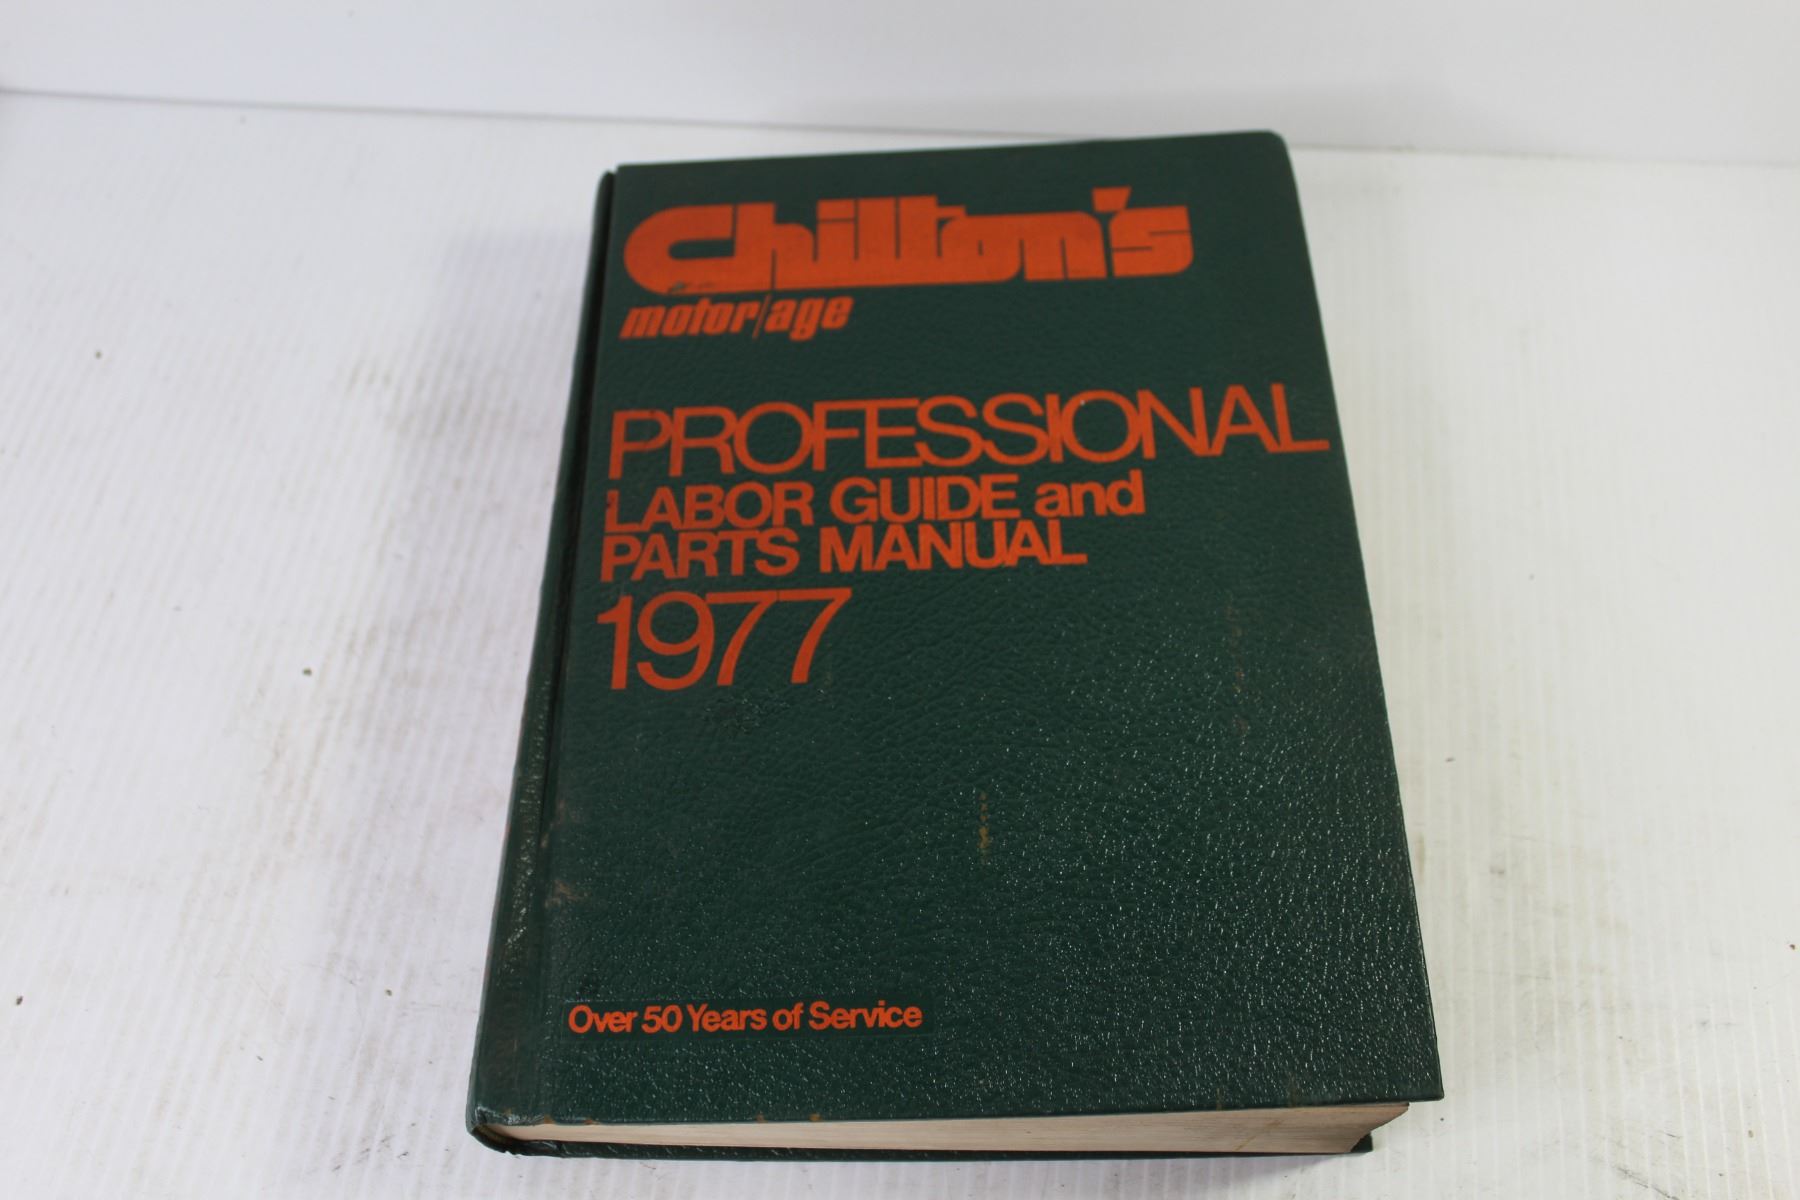 Chilton's
motor/age
PROFESSIONAL
LABOR GUIDE and
PARTS MANUAL
1977
Over 50 Years of Service